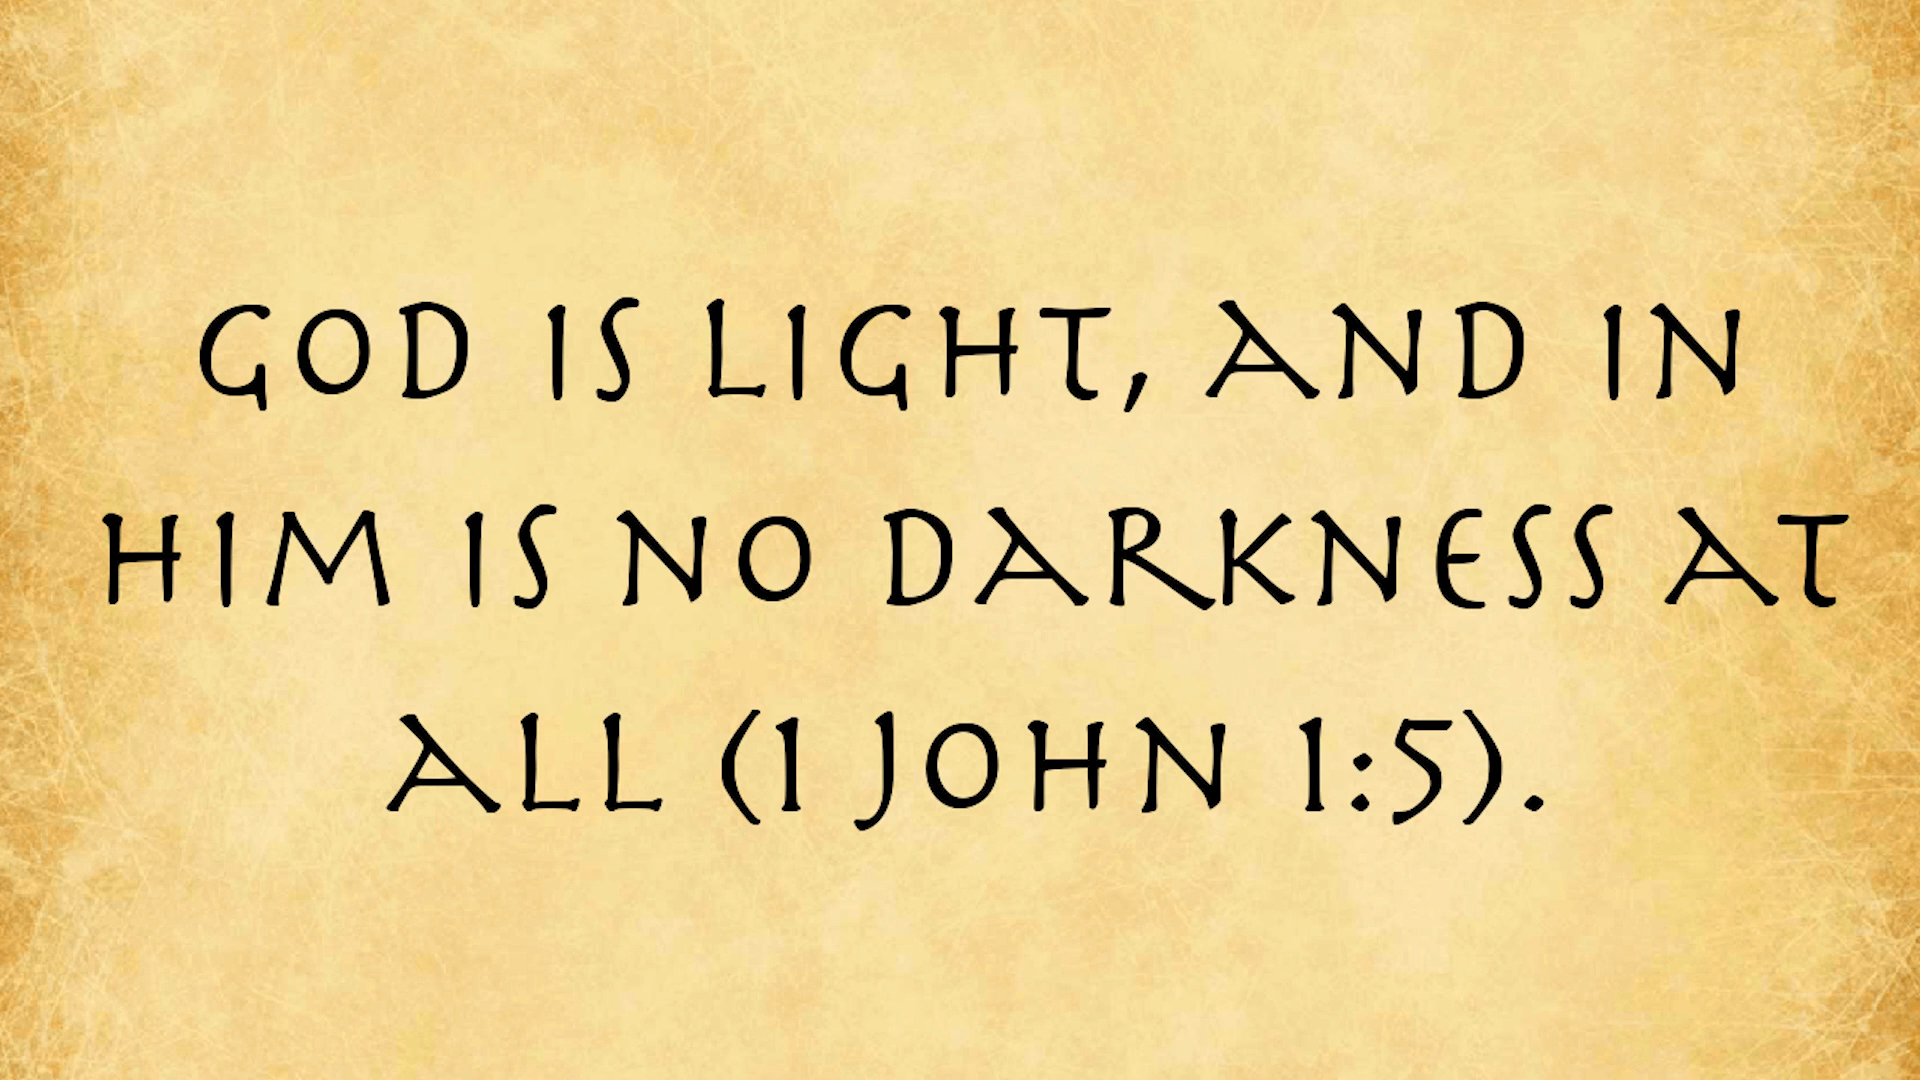 GOD IS LIGHT, AND IN
HIM IS NO DARKNESS AT
ALL (1 JOHN 1:5).